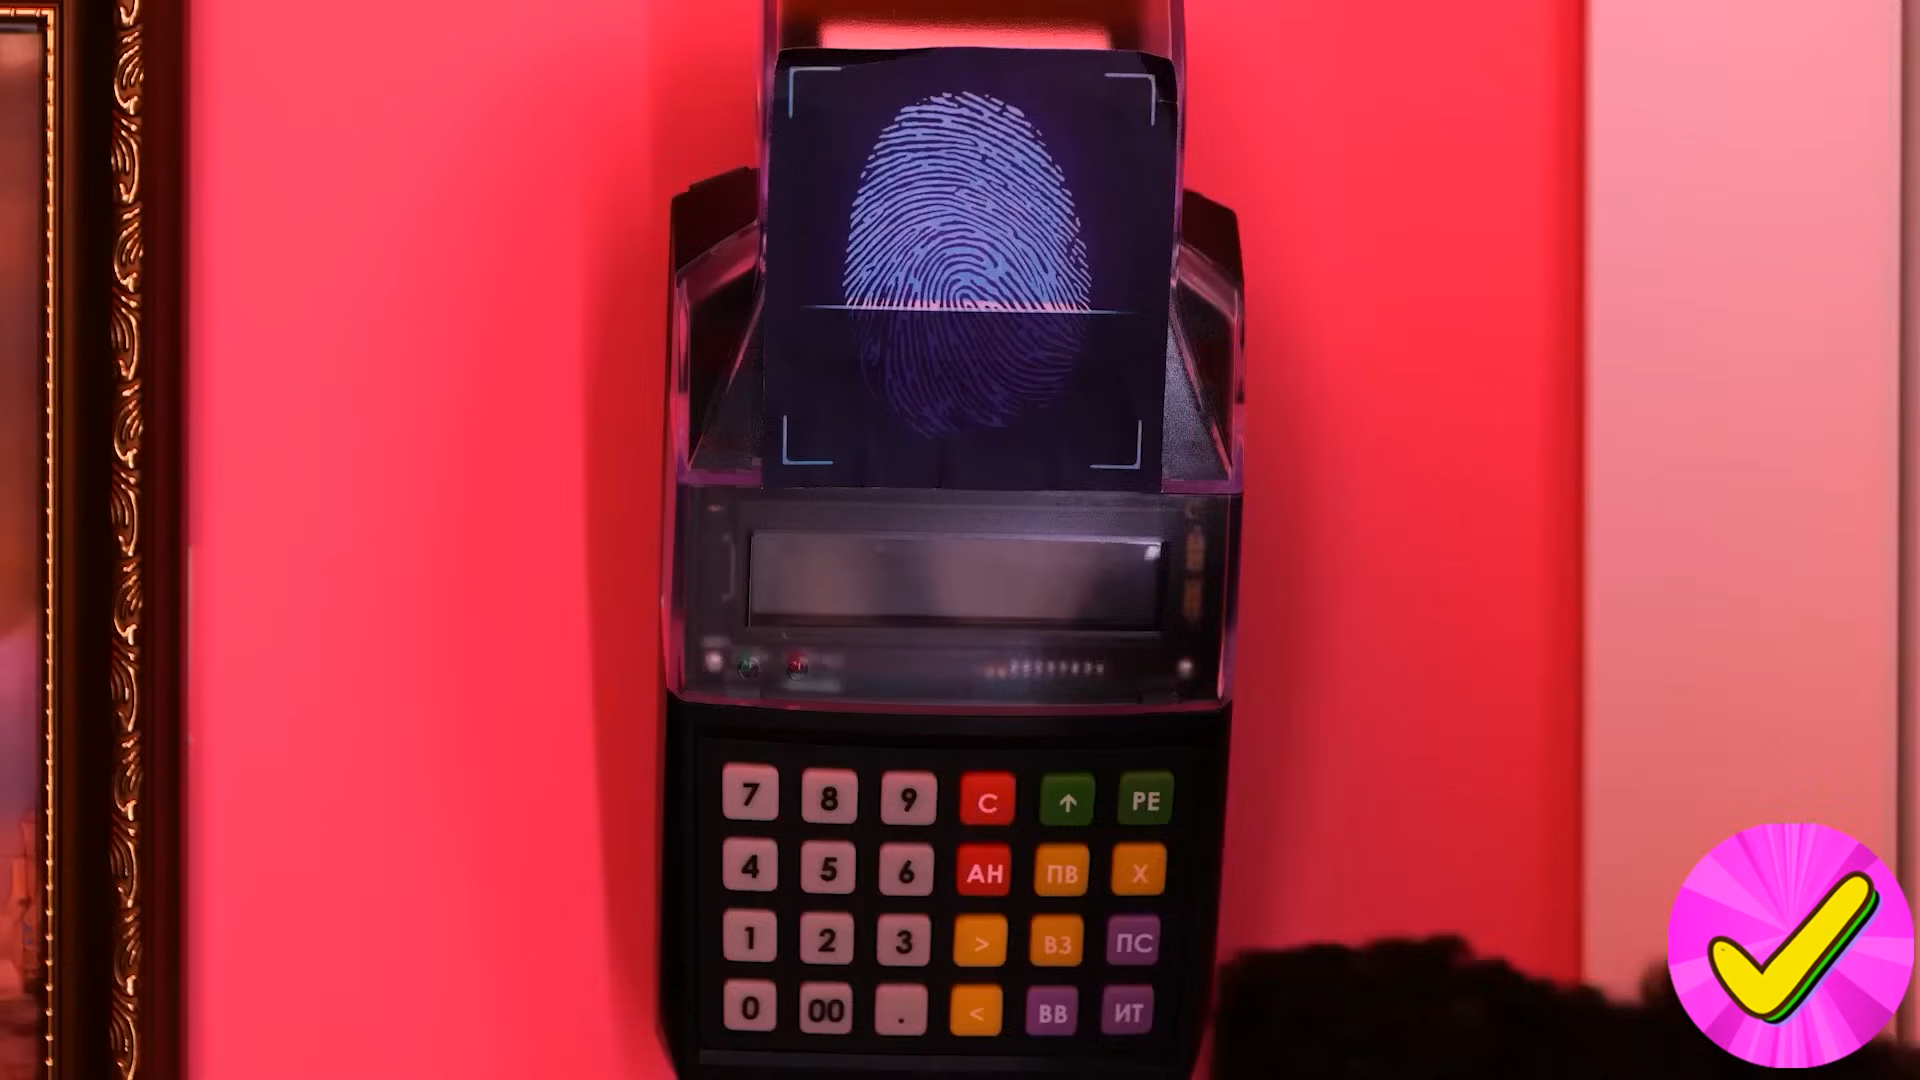 7 8 9 С ↑ РЕ
4 5 6 АН ПВ Х
1 2 3 > ВЗ ПС
0 00 . < ВВ ИТ